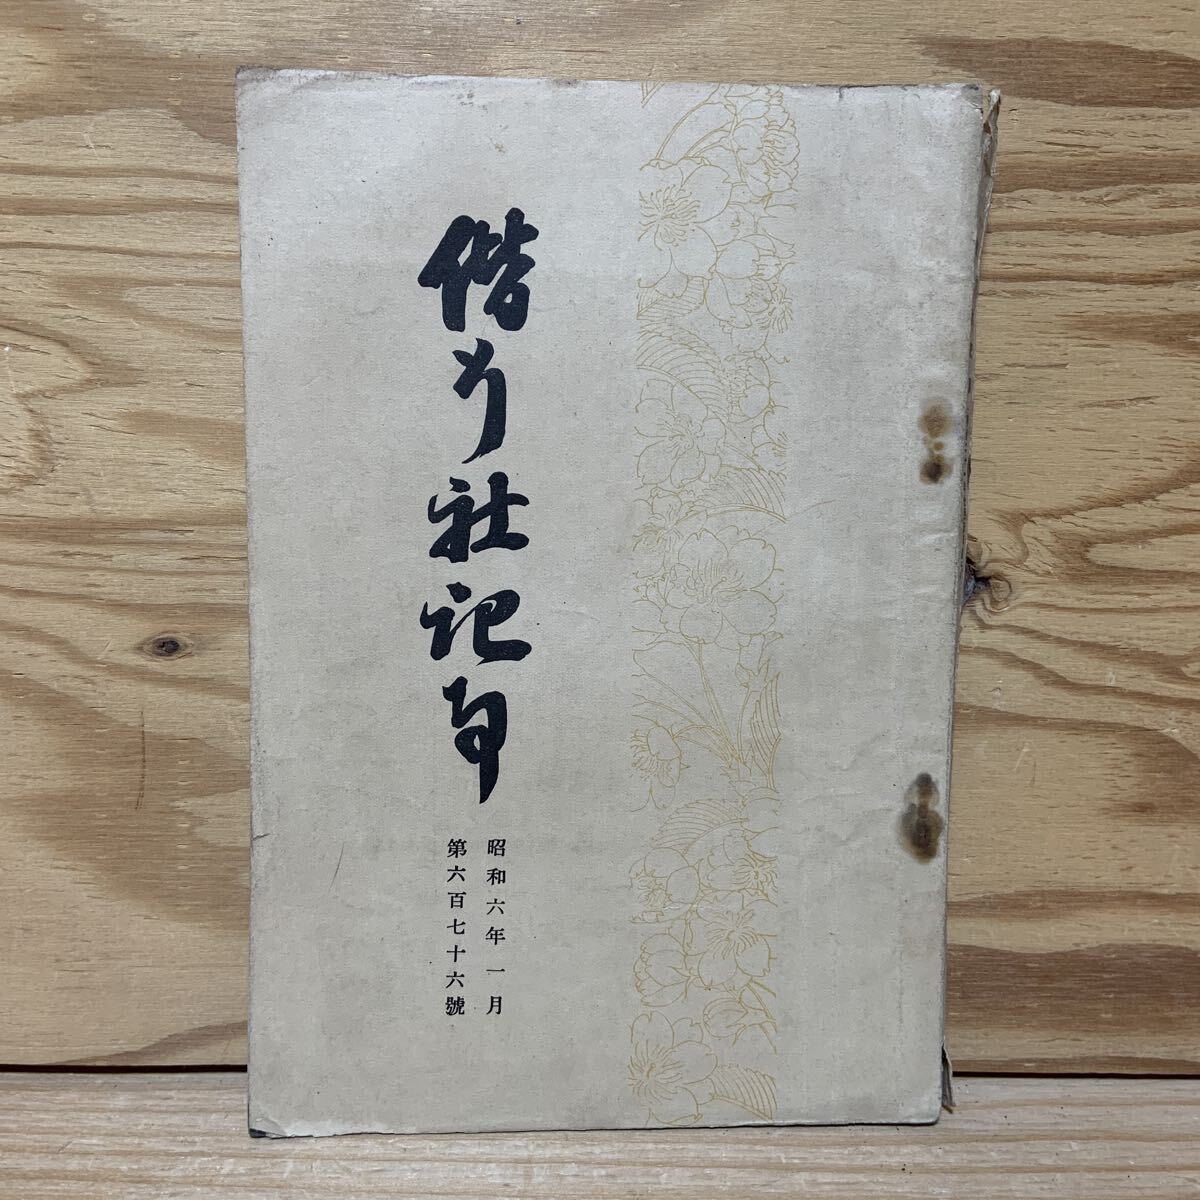 偕行社記事
昭和六年一月
第六百七十六號